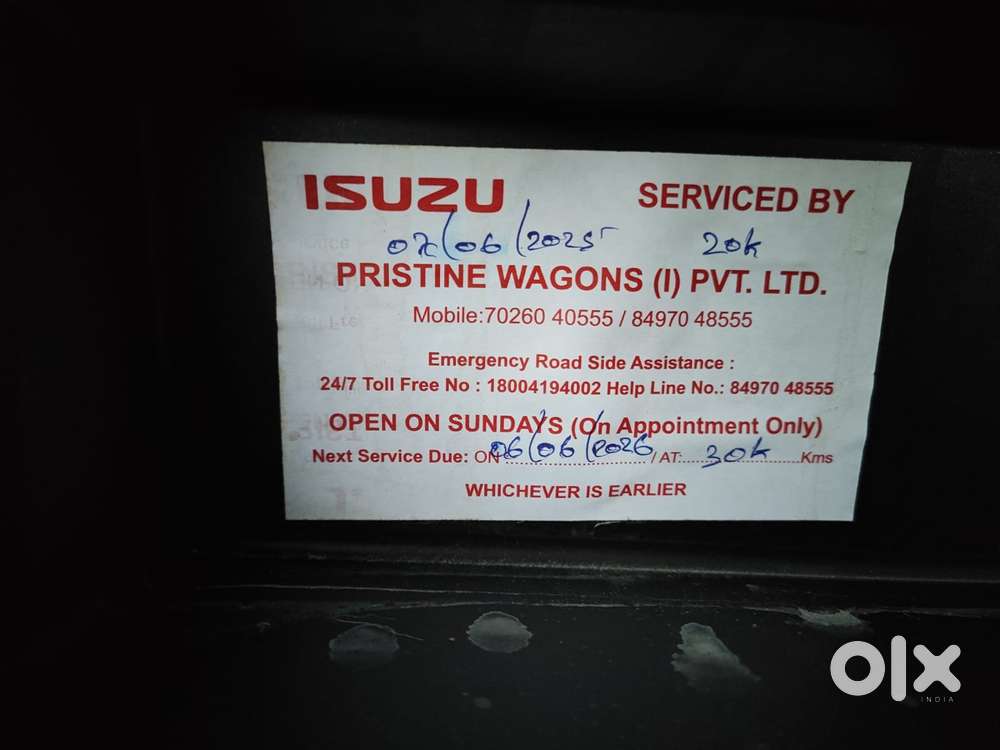 ISUZU SERVICED BY
07/06/2025 20k
PRISTINE WAGONS (I) PVT. LTD.
Mobile:70260 40555 / 84970 48555
Emergency Road Side Assistance :
24/7 Toll Free No : 18004194002 Help Line No.: 84970 48555
OPEN ON SUNDAYS (On Appointment Only)
Next Service Due: ON 06/06/2026 /AT 30k Kms
WHICHEVER IS EARLIER
olx
INDIA